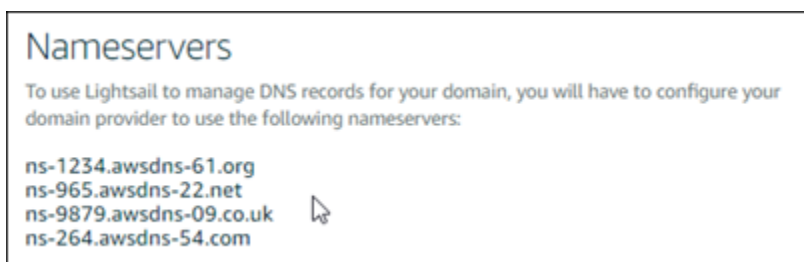 Nameservers
To use Lightsail to manage DNS records for your domain, you will have to configure your
domain provider to use the following nameservers:
ns-1234.awsdns-61.org
ns-965.awsdns-22.net
ns-9879.awsdns-09.co.uk
ns-264.awsdns-54.com